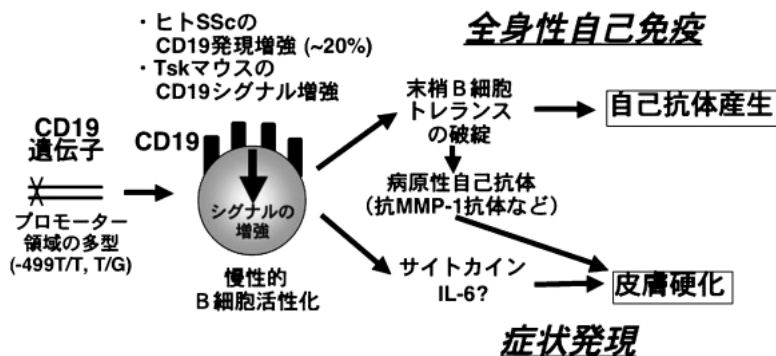 ・ヒトSScの
CD19発現増強 (~20%)
・Tskマウスの
CD19シグナル増強
全身性自己免疫
CD19
遺伝子
CD19
末梢B細胞
トレランス
の破綻
自己抗体産生
シグナルの
増強
病原性自己抗体
（抗MMP-1抗体など）
プロモーター
領域の多型
(-499T/T, T/G)
慢性的
B細胞活性化
サイトカイン
IL-6?
皮膚硬化
症状発現